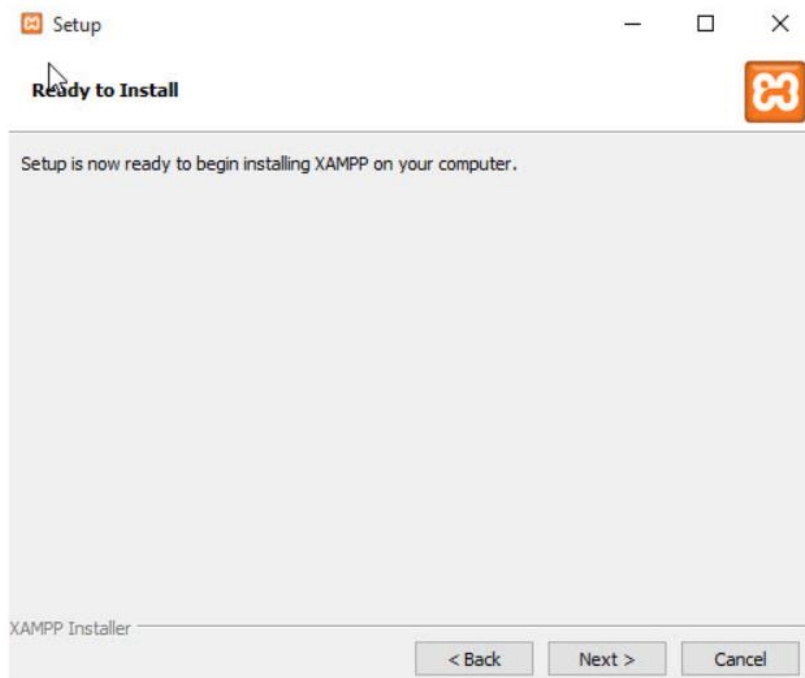 Setup
Ready to Install
Setup is now ready to begin installing XAMPP on your computer.
XAMPP Installer
< Back Next > Cancel